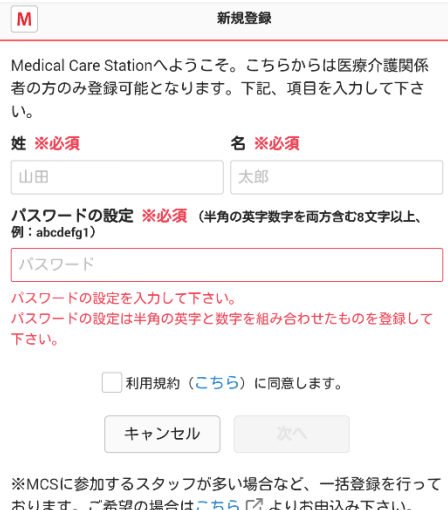 M
新規登録
Medical Care Stationへようこそ。こちらからは医療介護関係
者の方のみ登録可能となります。下記、項目を入力して下さ
い。
姓 ※必須 名 ※必須
山田 太郎
パスワードの設定 ※必須 （半角の英字数字を両方含む8文字以上、
例：abcdefg1）
パスワード
パスワードの設定を入力して下さい。
パスワードの設定は半角の英字と数字を組み合わせたものを登録して
下さい。
利用規約（こちら）に同意します。
キャンセル 次へ
※MCSに参加するスタッフが多い場合など、一括登録を行って
おります。ご希望の場合はこちら よりお申込み下さい。